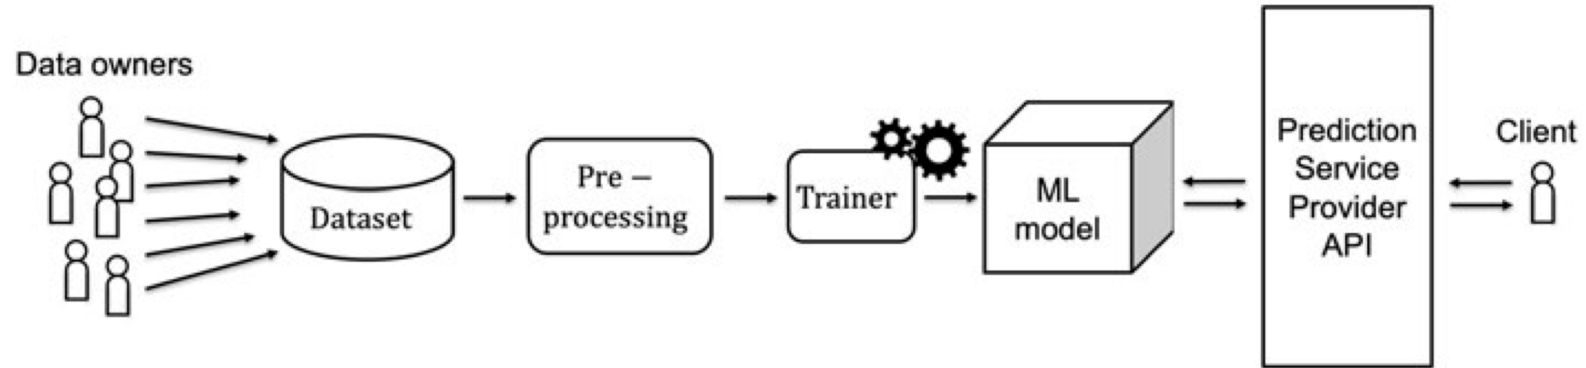 Data owners
Dataset
Pre –
processing
Trainer
ML
model
Prediction
Service
Provider
API
Client